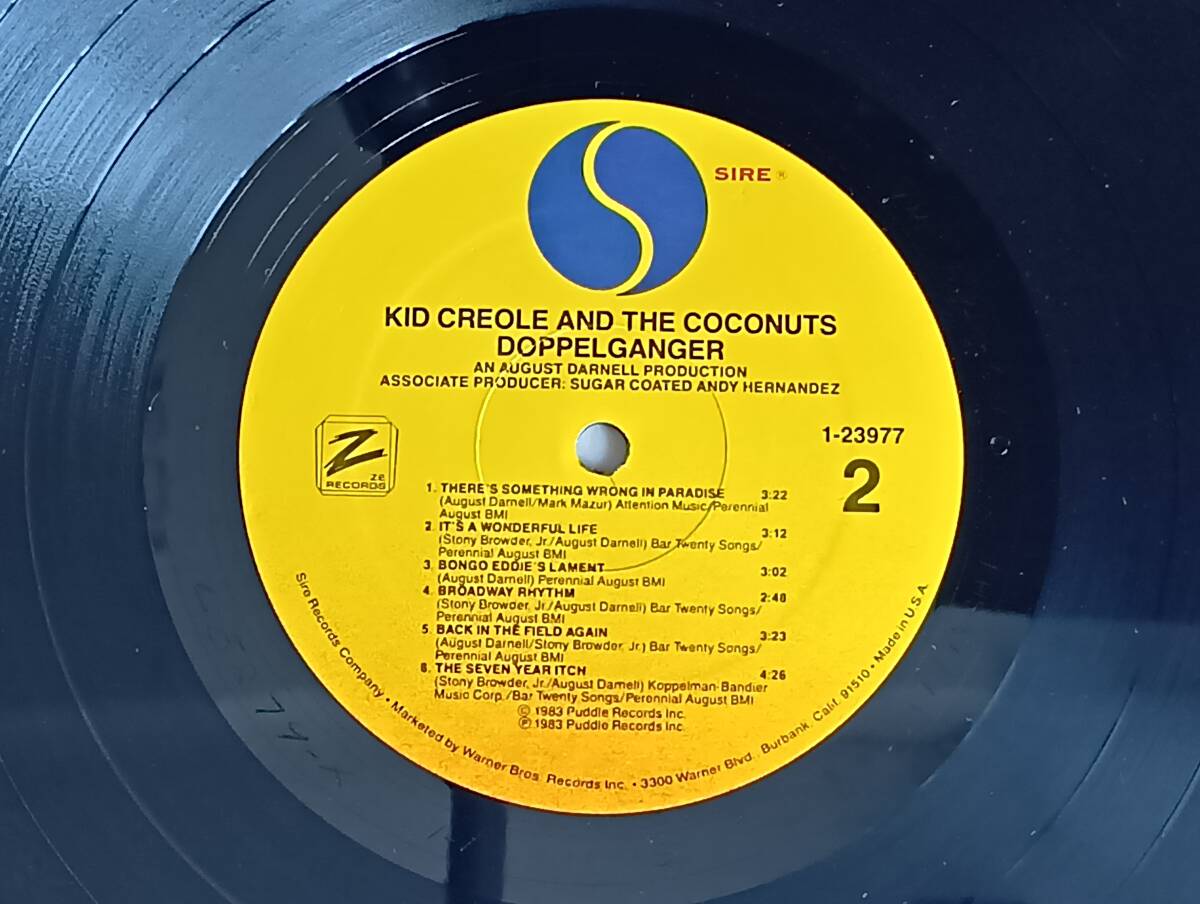 SIRE ®
KID CREOLE AND THE COCONUTS
DOPPELGANGER
AN AUGUST DARNELL PRODUCTION
ASSOCIATE PRODUCER: SUGAR COATED ANDY HERNANDEZ
Z
ZE
RECORDS
1-23977
2
1. THERE'S SOMETHING WRONG IN PARADISE 3:22
(August Darnell/Mark Mazur) Attention Music/Perennial
August BMI
2. IT'S A WONDERFUL LIFE 3:12
(Stony Browder, Jr./August Darnell) Bar Twenty Songs/
Perennial August BMI
3. BONGO EDDIE'S LAMENT 3:02
(August Darnell) Perennial August BMI
4. BROADWAY RHYTHM 2:48
(Stony Browder, Jr./August Darnell) Bar Twenty Songs/
Perennial August BMI
5. BACK IN THE FIELD AGAIN 3:23
(August Darnell/Stony Browder, Jr.) Bar Twenty Songs/
Perennial August BMI
6. THE SEVEN YEAR ITCH 4:26
(Stony Browder, Jr./August Darnell) Koppelman-Bandier
Music Corp./Bar Twenty Songs/Perennial August BMI
© 1983 Puddle Records Inc.
℗ 1983 Puddle Records Inc.
Sire Records Company • Marketed by Warner Bros. Records Inc. • 3300 Warner Blvd. Burbank, Calif. 91510 • Made in U.S.A.